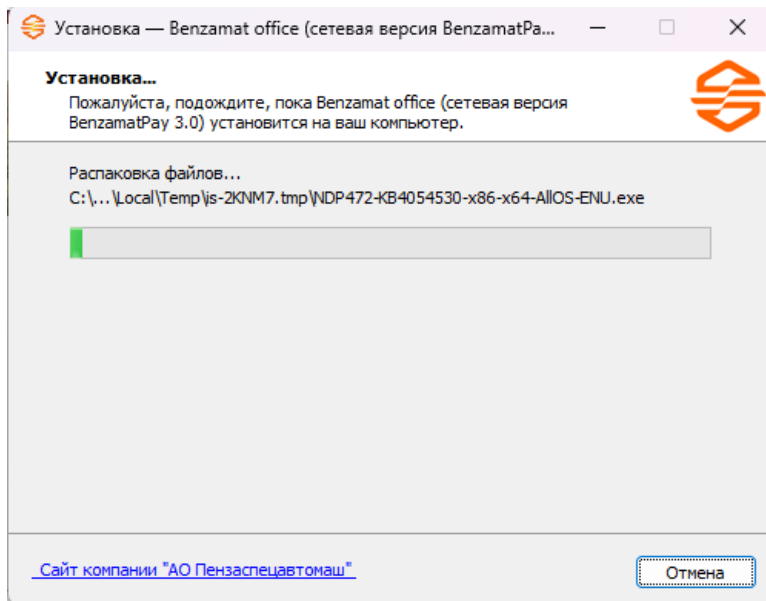 Установка — Benzamat office (сетевая версия BenzamatPa...
Установка...
Пожалуйста, подождите, пока Benzamat office (сетевая версия
BenzamatPay 3.0) установится на ваш компьютер.
Распаковка файлов...
C:\...\Local\Temp\is-2KNM7.tmp\NDP472-KB4054530-x86-x64-AllOS-ENU.exe
Сайт компании "АО Пензаспецавтомаш"
Отмена